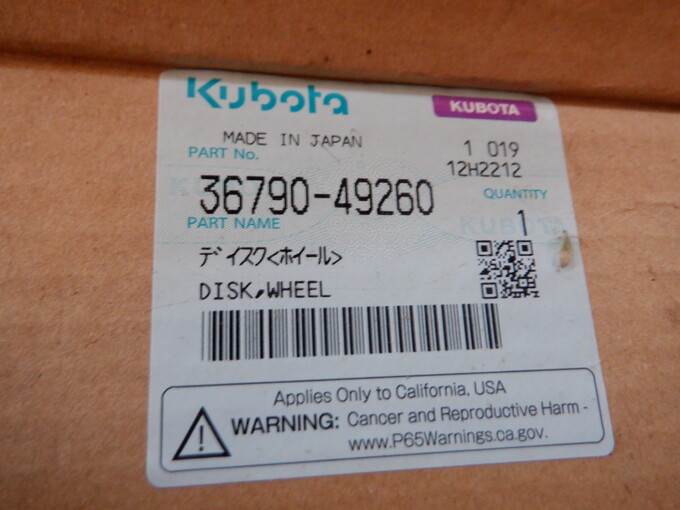 Kubota
KUBOTA
MADE IN JAPAN
1 019
PART No.
12H2212
36790-49260
QUANTITY
PART NAME
1
ディスク<ホイール>
DISK,WHEEL
Applies Only to California, USA
WARNING: Cancer and Reproductive Harm -
www.P65Warnings.ca.gov.